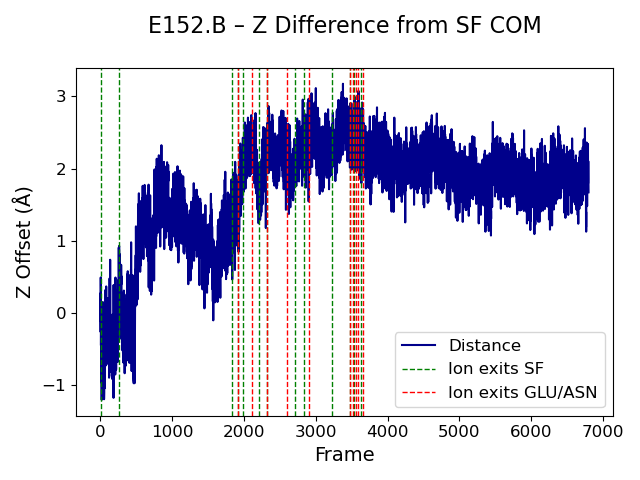 E152.B – Z Difference from SF COM
Z Offset (Å)
3
2
1
0
−1
0 1000 2000 3000 4000 5000 6000 7000
Frame
Distance
Ion exits SF
Ion exits GLU/ASN